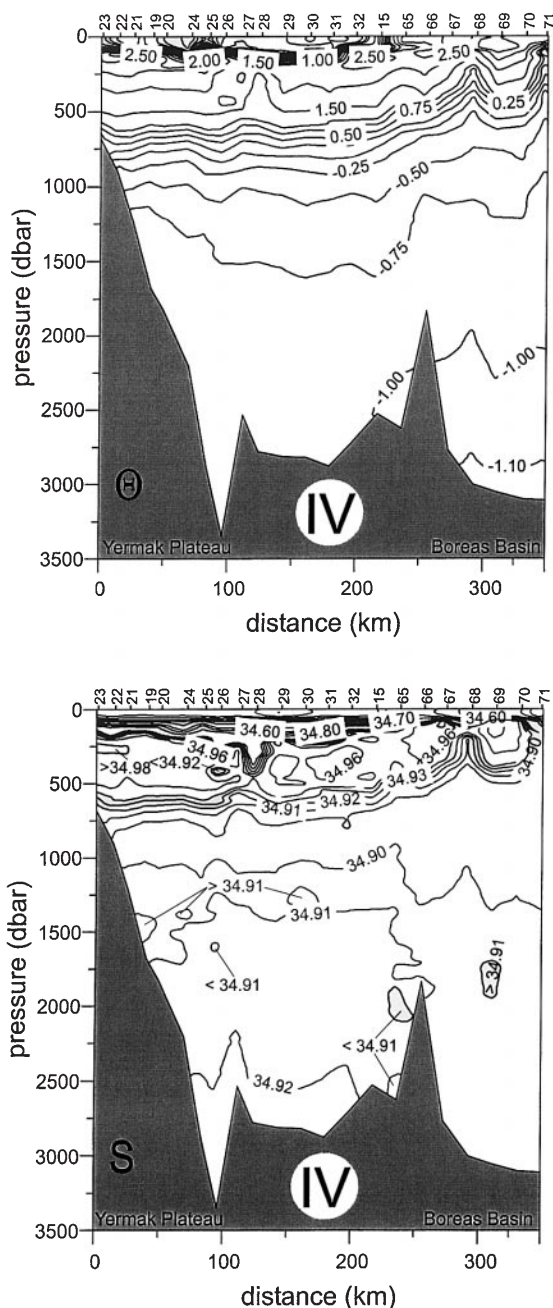 23 22 21 19 20 24 25 26 27 28 29 30 31 32 15 65 66 67 68 69 70 71
0
2.50 2.00 1.50 1.00 2.50 2.50
500
1.50 0.75 0.25
0.50
-0.25 -0.50
1000
-0.75
1500
2000
-1.00 -1.00
2500
-1.10
3000
Θ
IV
Yermak Plateau Boreas Basin
3500
0 100 200 300
pressure (dbar)
distance (km)
23 22 21 19 20 24 25 26 27 28 29 30 31 32 15 65 66 67 68 69 70 71
0
34.60 34.80 34.70 34.60
34.96 34.96 34.96 34.90
>34.98 <34.92
500
34.93
34.91 34.92
1000
34.90
> 34.91
34.91
1500
< 34.91 > 34.91
2000
< 34.91
2500
34.92
3000
S
IV
Yermak Plateau Boreas Basin
3500
0 100 200 300
pressure (dbar)
distance (km)